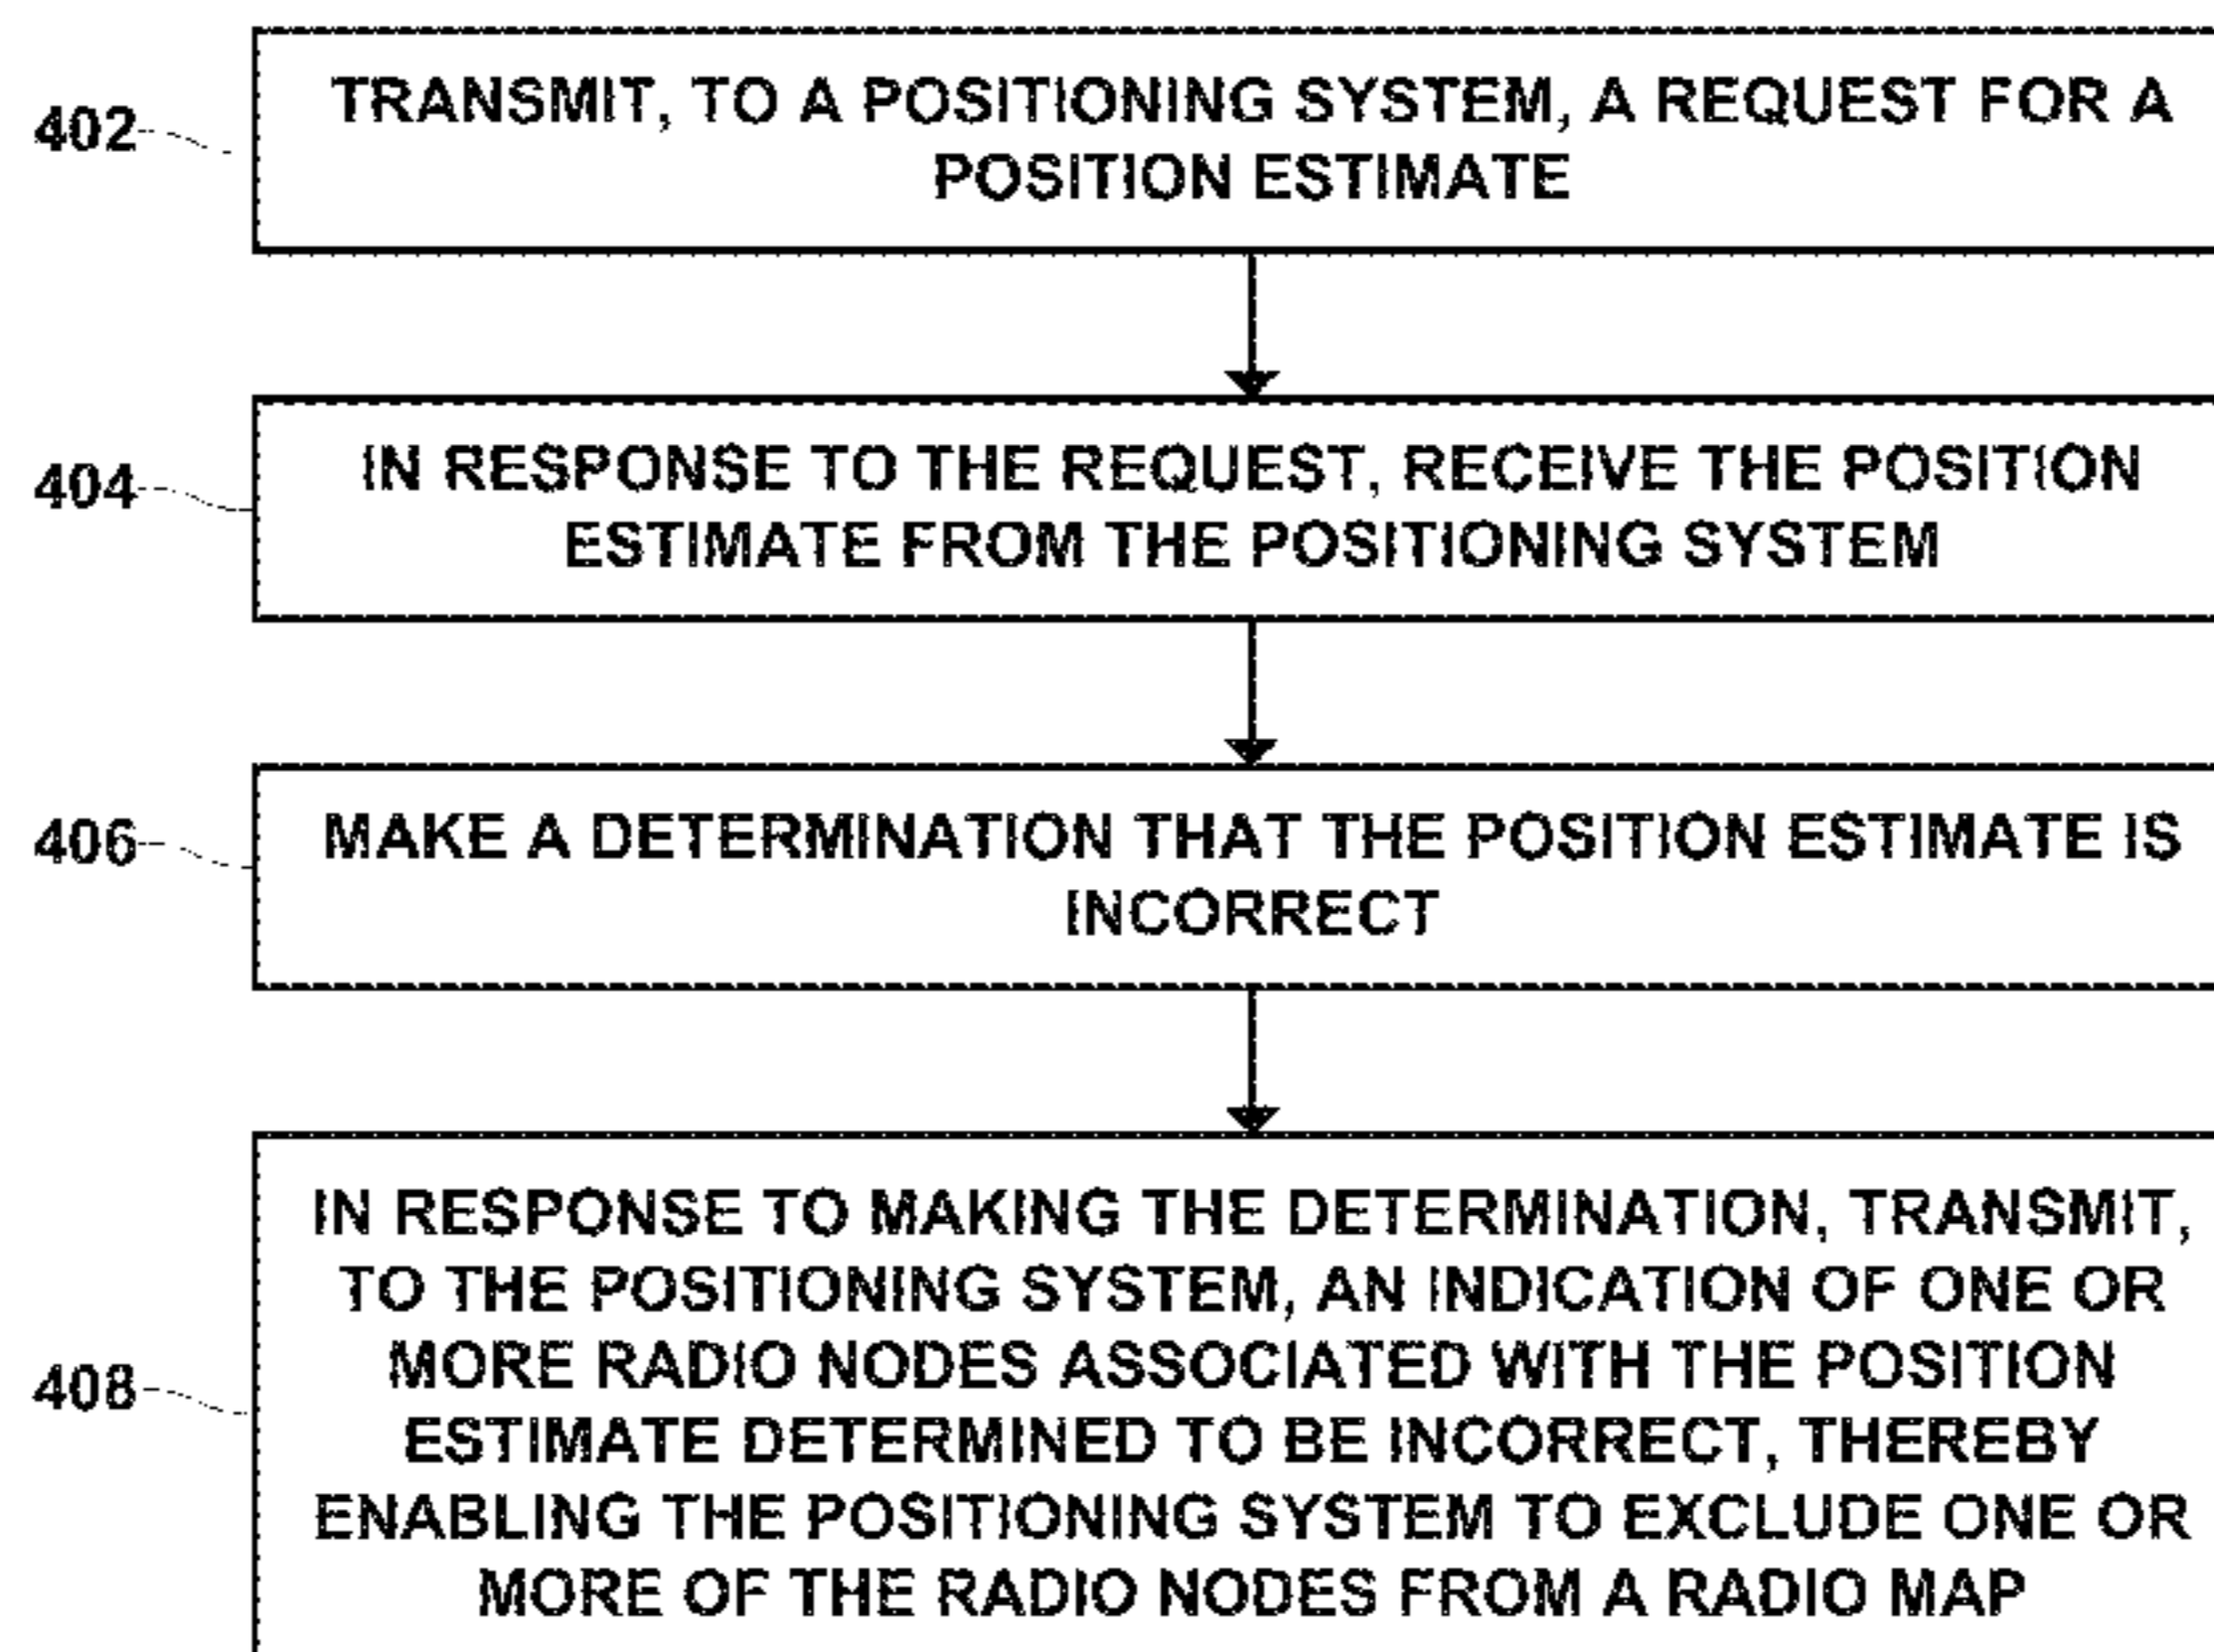 402
TRANSMIT, TO A POSITIONING SYSTEM, A REQUEST FOR A
POSITION ESTIMATE
404
IN RESPONSE TO THE REQUEST, RECEIVE THE POSITION
ESTIMATE FROM THE POSITIONING SYSTEM
406
MAKE A DETERMINATION THAT THE POSITION ESTIMATE IS
INCORRECT
408
IN RESPONSE TO MAKING THE DETERMINATION, TRANSMIT,
TO THE POSITIONING SYSTEM, AN INDICATION OF ONE OR
MORE RADIO NODES ASSOCIATED WITH THE POSITION
ESTIMATE DETERMINED TO BE INCORRECT, THEREBY
ENABLING THE POSITIONING SYSTEM TO EXCLUDE ONE OR
MORE OF THE RADIO NODES FROM A RADIO MAP